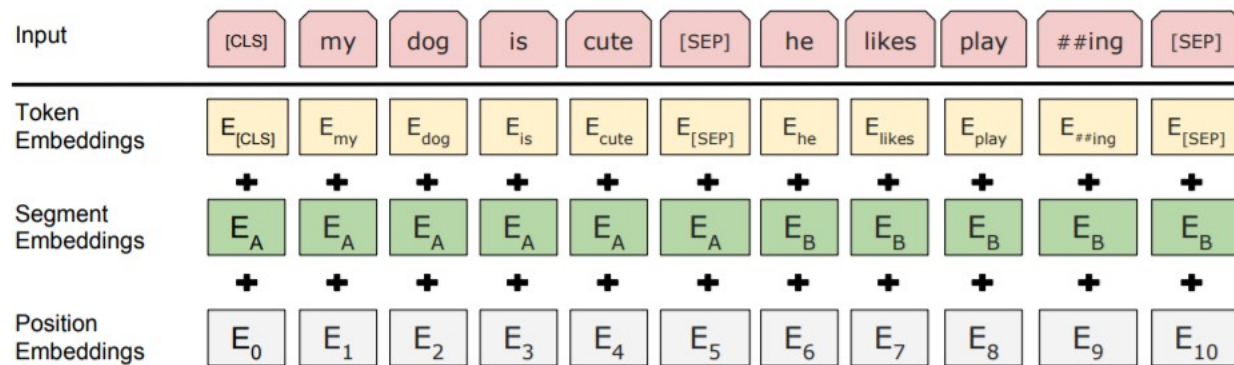 Input [CLS] my dog is cute [SEP] he likes play ##ing [SEP]
Token
Embeddings
E[CLS] Emy Edog Eis Ecute E[SEP] Ehe Elikes Eplay E##ing E[SEP]
+ + + + + + + + + + +
Segment
Embeddings
EA EA EA EA EA EA EB EB EB EB EB
+ + + + + + + + + + +
Position
Embeddings
E0 E1 E2 E3 E4 E5 E6 E7 E8 E9 E10